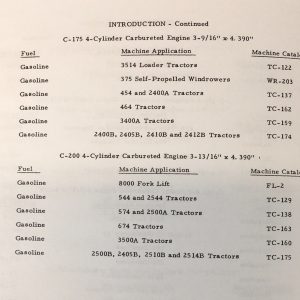 INTRODUCTION - Continued
C-175 4-Cylinder Carbureted Engine 3-9/16" x 4.390"
Fuel Machine Application Machine Catal
Gasoline 3514 Loader Tractors TC-122
Gasoline 375 Self-Propelled Windrowers WR-203
Gasoline 454 and 2400A Tractors TC-137
Gasoline 464 Tractors TC-162
Gasoline 3400A Tractors TC-159
Gasoline 2400B, 2405B, 2410B and 2412B Tractors TC-174
C-200 4-Cylinder Carbureted Engine 3-13/16" x 4.390"
Fuel Machine Application Machine Cata
Gasoline 8000 Fork Lift FL-2
Gasoline 544 and 2544 Tractors TC-129
Gasoline 574 and 2500A Tractors TC-138
Gasoline 674 Tractors TC-163
Gasoline 3500A Tractors TC-160
Gasoline 2500B, 2405B, 2510B and 2514B Tractors TC-175